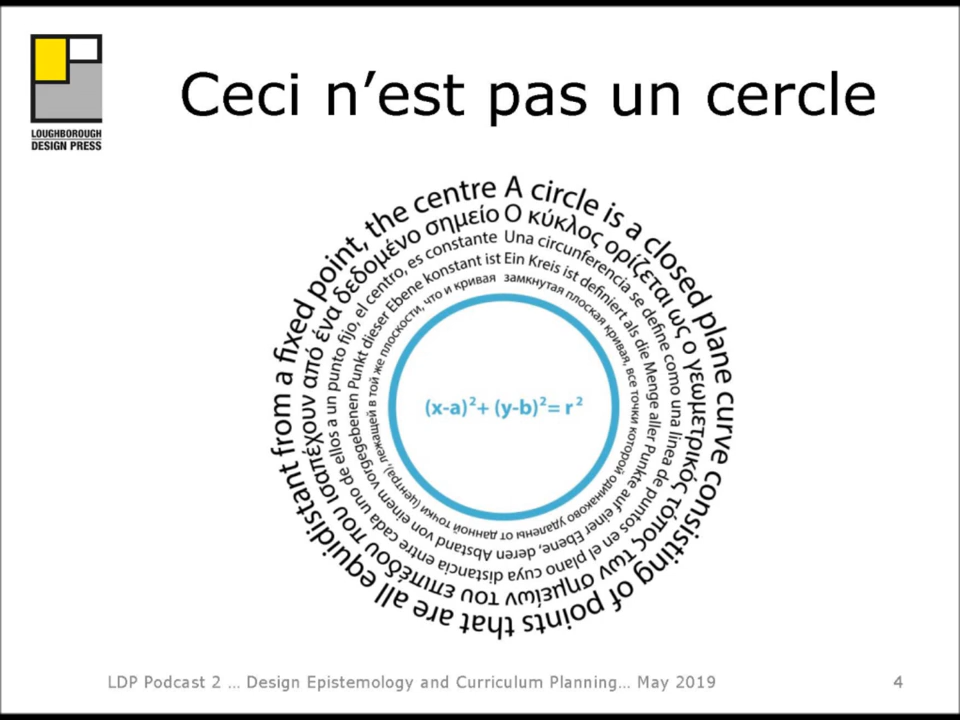 LOUGHBOROUGH
DESIGN PRESS
Ceci n’est pas un cercle
A circle is a closed plane curve consisting of points that are all equidistant from a fixed point, the centre
Ο κύκλος ορίζεται ως ο γεωμετρικός τόπος των σημείων του επιπέδου που ισαπέχουν από ένα δεδομένο σημείο
Una circunferencia se define como una línea de puntos en el plano cuya distancia entre cada uno de ellos a un punto fijo, el centro, es constante
Ein Kreis ist definiert als die Menge aller Punkte auf einer Ebene, deren Abstand von einem vorgegebenen Punkt dieser Ebene konstant ist
замкнутая плоская кривая, все точки которой одинаково удалены от данной точки (центра), лежащей в той же плоскости, что и кривая
(x-a)²+ (y-b)²= r²
LDP Podcast 2 ... Design Epistemology and Curriculum Planning... May 2019
4